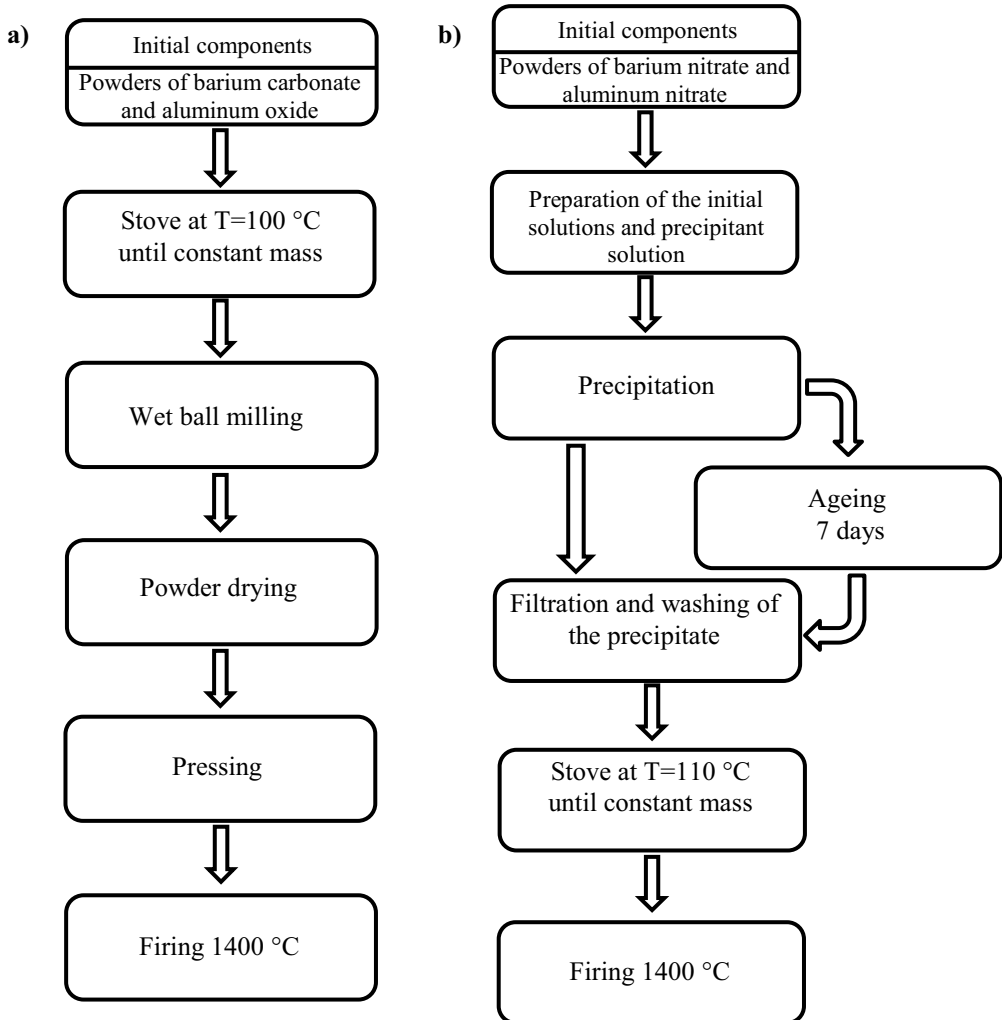 a)
Initial components
Powders of barium carbonate
and aluminum oxide
Stove at T=100 °C
until constant mass
Wet ball milling
Powder drying
Pressing
Firing 1400 °C
b)
Initial components
Powders of barium nitrate and
aluminum nitrate
Preparation of the initial
solutions and precipitant
solution
Precipitation
Ageing
7 days
Filtration and washing of
the precipitate
Stove at T=110 °C
until constant mass
Firing 1400 °C